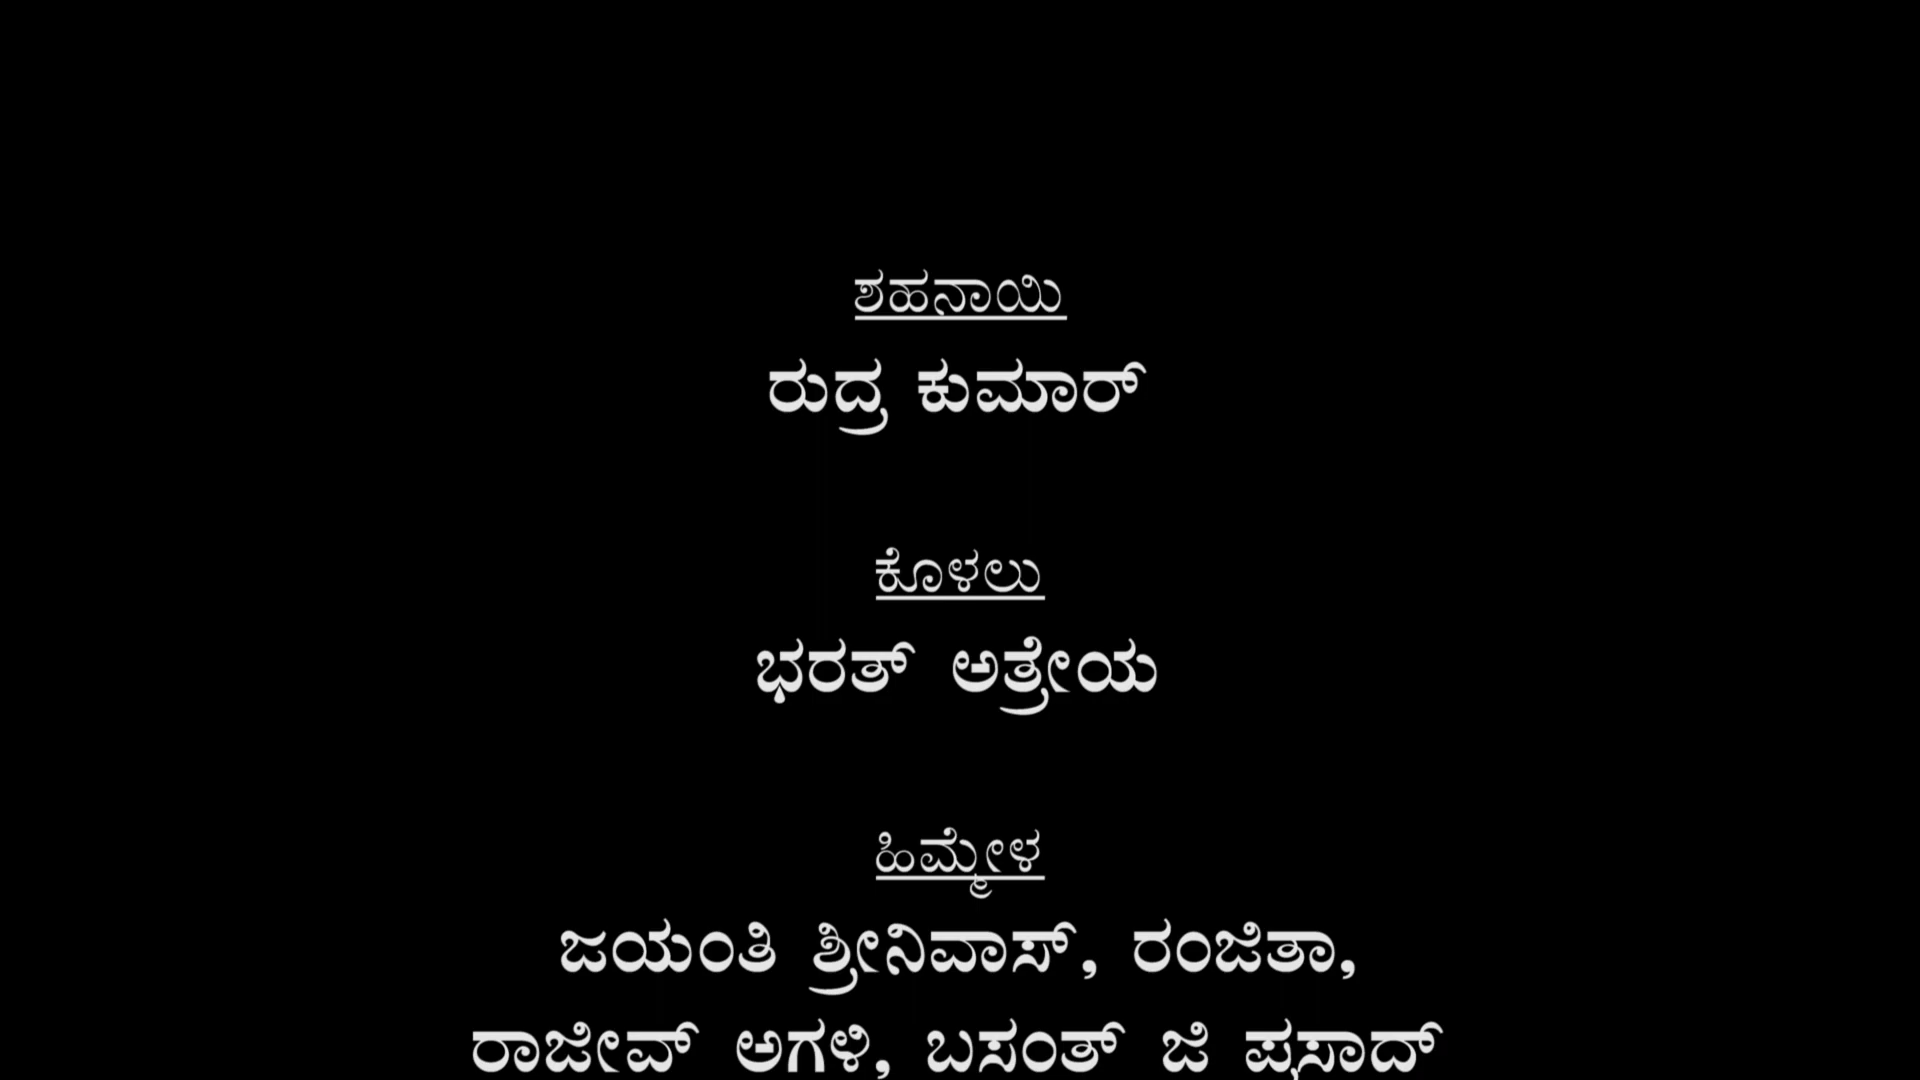 ಶಹನಾಯಿ
ರುದ್ರ ಕುಮಾರ್
ಕೊಳಲು
ಭರತ್ ಅತ್ರೇಯ
ಹಿಮ್ಮೇಳ
ಜಯಂತಿ ಶ್ರೀನಿವಾಸ್, ರಂಜಿತಾ,
ರಾಜೀವ್ ಅಗಳಿ, ಬಸಂತ್ ಜಿ ಪ್ರಸಾದ್